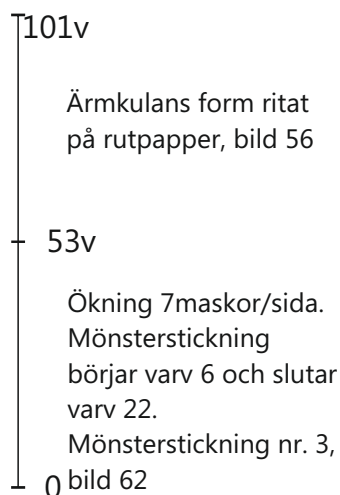 101v
Ärmkulans form ritat
på rutpapper, bild 56
53v
Ökning 7maskor/sida.
Mönsterstickning
börjar varv 6 och slutar
varv 22.
Mönsterstickning nr. 3,
0 bild 62